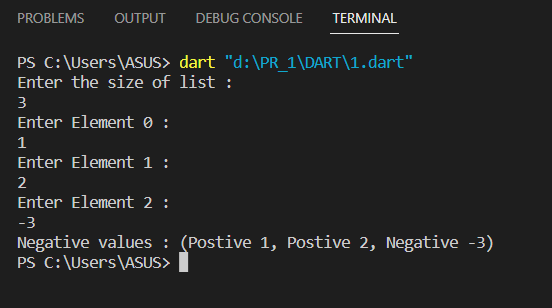 PROBLEMS OUTPUT DEBUG CONSOLE TERMINAL
PS C:\Users\ASUS> dart "d:\PR_1\DART\1.dart"
Enter the size of list :
3
Enter Element 0 :
1
Enter Element 1 :
2
Enter Element 2 :
-3
Negative values : (Postive 1, Postive 2, Negative -3)
PS C:\Users\ASUS>